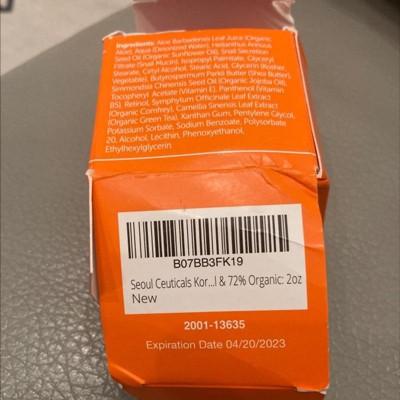 Ingredients: Aloe Barbadensis Leaf Juice (Organic
Aloe), Aqua (Deionized Water), Helianthus Annuus
Seed Oil (Organic Sunflower Oil), Snail Secretion
Filtrate (Snail Mucin), Isopropyl Palmitate, Glyceryl
Stearate, Cetyl Alcohol, Stearic Acid, Glycerin (Kosher,
Vegetable), Butyrospermum Parkii Butter (Shea Butter),
Simmondsia Chinensis Seed Oil (Organic Jojoba Oil),
Tocopheryl Acetate (Vitamin E), Panthenol (Vitamin
B5), Retinol, Symphytum Officinale Leaf Extract
(Organic Comfrey), Camellia Sinensis Leaf Extract
(Organic Green Tea), Xanthan Gum, Pentylene Glycol,
Potassium Sorbate, Sodium Benzoate, Polysorbate
20, Alcohol, Lecithin, Phenoxyethanol,
Ethylhexylglycerin
B07BB3FK19
Seoul Ceuticals Kor...l & 72% Organic: 2oz
New
2001-13635
Expiration Date 04/20/2023